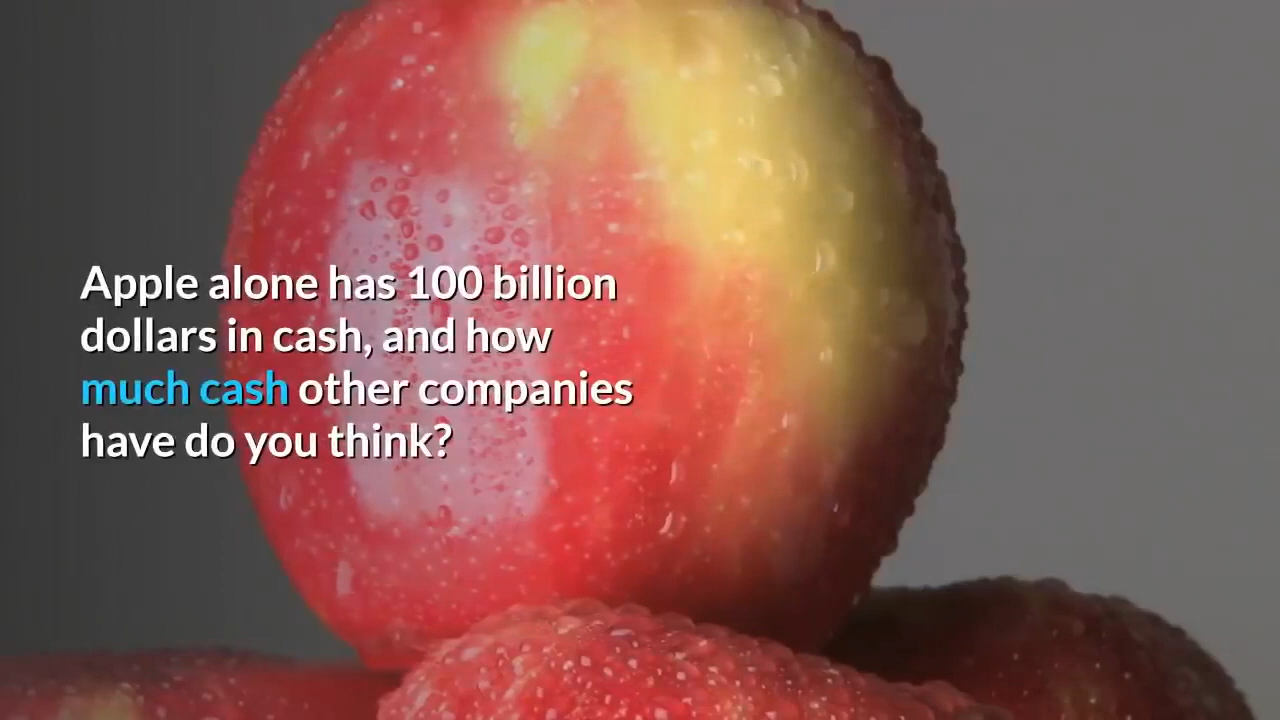 Apple alone has 100 billion
dollars in cash, and how
much cash other companies
have do you think?